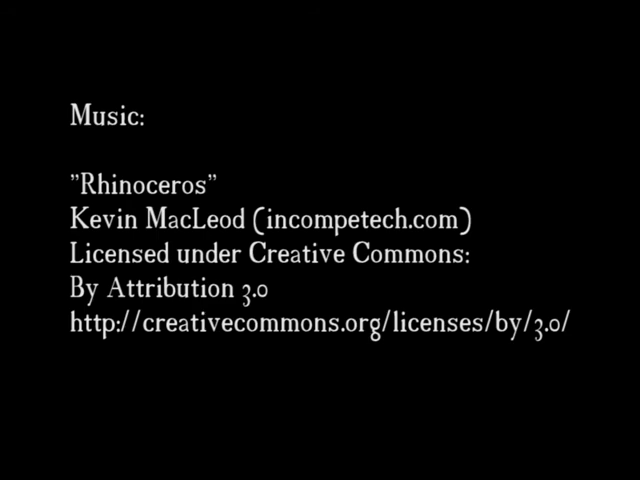 Music:
"Rhinoceros"
Kevin MacLeod (incompetech.com)
Licensed under Creative Commons:
By Attribution 3.0
http://creativecommons.org/licenses/by/3.0/